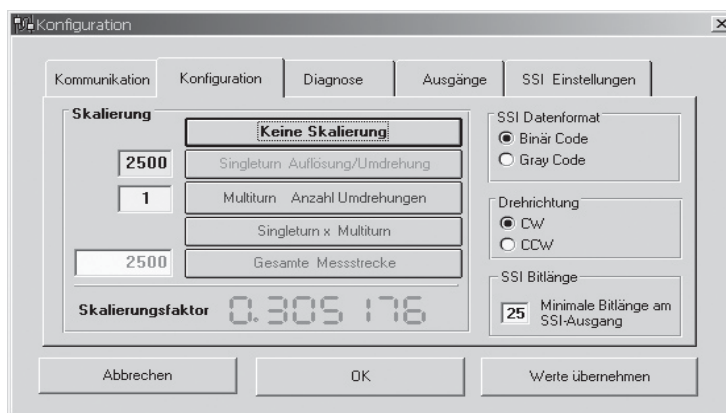 Konfiguration
Kommunikation Konfiguration Diagnose Ausgänge SSI Einstellungen
Skalierung
Keine Skalierung
2500 Singleturn Auflösung/Umdrehung
1 Multiturn Anzahl Umdrehungen
Singleturn x Multiturn
2500 Gesamte Messstrecke
Skalierungsfaktor 0.305176
SSI Datenformat
Binär Code
Gray Code
Drehrichtung
CW
CCW
SSI Bitlänge
25 Minimale Bitlänge am
SSI-Ausgang
Abbrechen OK Werte übernehmen